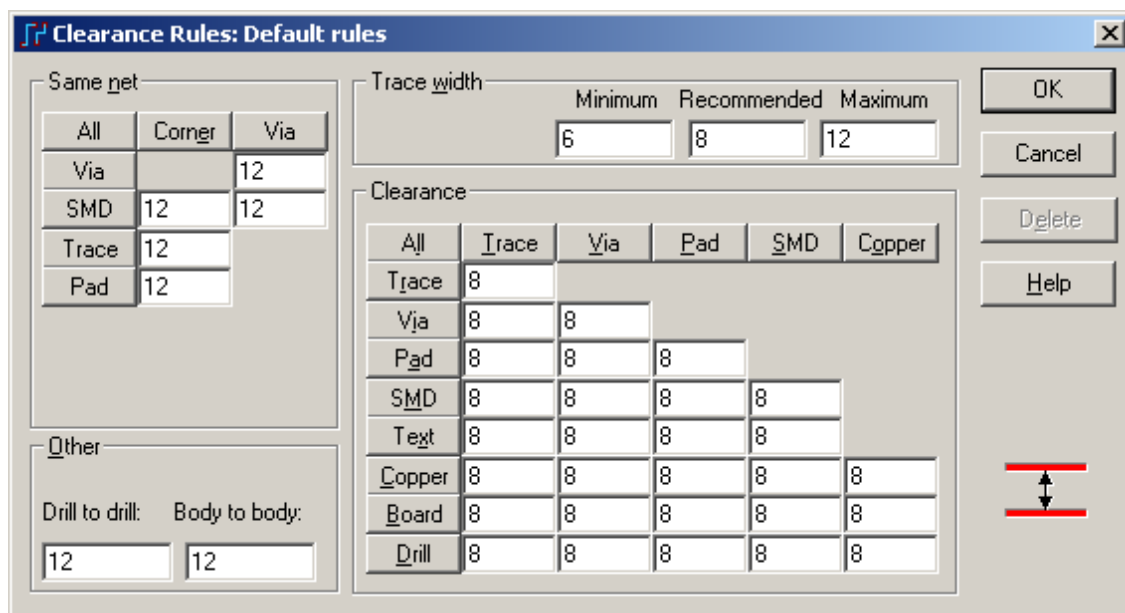 Clearance Rules: Default rules
Same net
All Corner Via
Via 12
SMD 12 12
Trace 12
Pad 12
Other
Drill to drill: Body to body:
12 12
Trace width
Minimum Recommended Maximum
6 8 12
Clearance
All Trace Via Pad SMD Copper
Trace 8
Via 8 8
Pad 8 8 8
SMD 8 8 8 8
Text 8 8 8 8
Copper 8 8 8 8 8
Board 8 8 8 8 8
Drill 8 8 8 8 8
OK
Cancel
Delete
Help